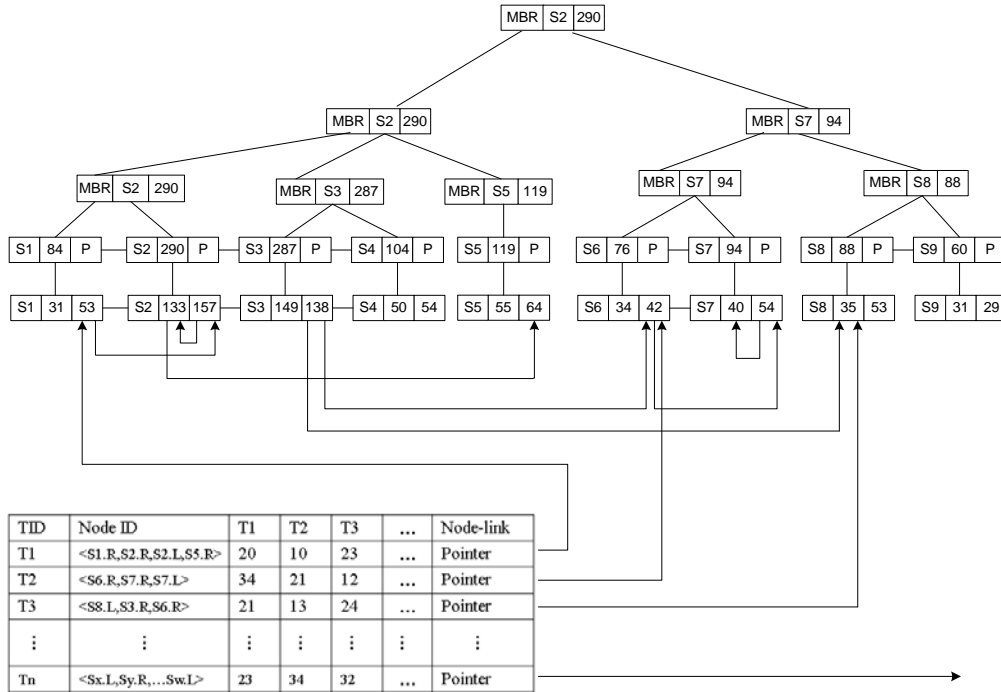 MBR S2 290
MBR S2 290 MBR S7 94
MBR S2 290 MBR S3 287 MBR S5 119 MBR S7 94 MBR S8 88
S1 84 P S2 290 P S3 287 P S4 104 P S5 119 P S6 76 P S7 94 P S8 88 P S9 60 P
S1 31 53 S2 133 157 S3 149 138 S4 50 54 S5 55 64 S6 34 42 S7 40 54 S8 35 53 S9 31 29
TID Node ID T1 T2 T3 ... Node-link
T1 <S1.R,S2.R,S2.L,S5.R> 20 10 23 ... Pointer
T2 <S6.R,S7.R,S7.L> 34 21 12 ... Pointer
T3 <S8.L,S3.R,S6.R> 21 13 24 ... Pointer
⋮ ⋮ ⋮ ⋮ ⋮ ⋮ ⋮
Tn <Sx.L,Sy.R,...Sw.L> 23 34 32 ... Pointer